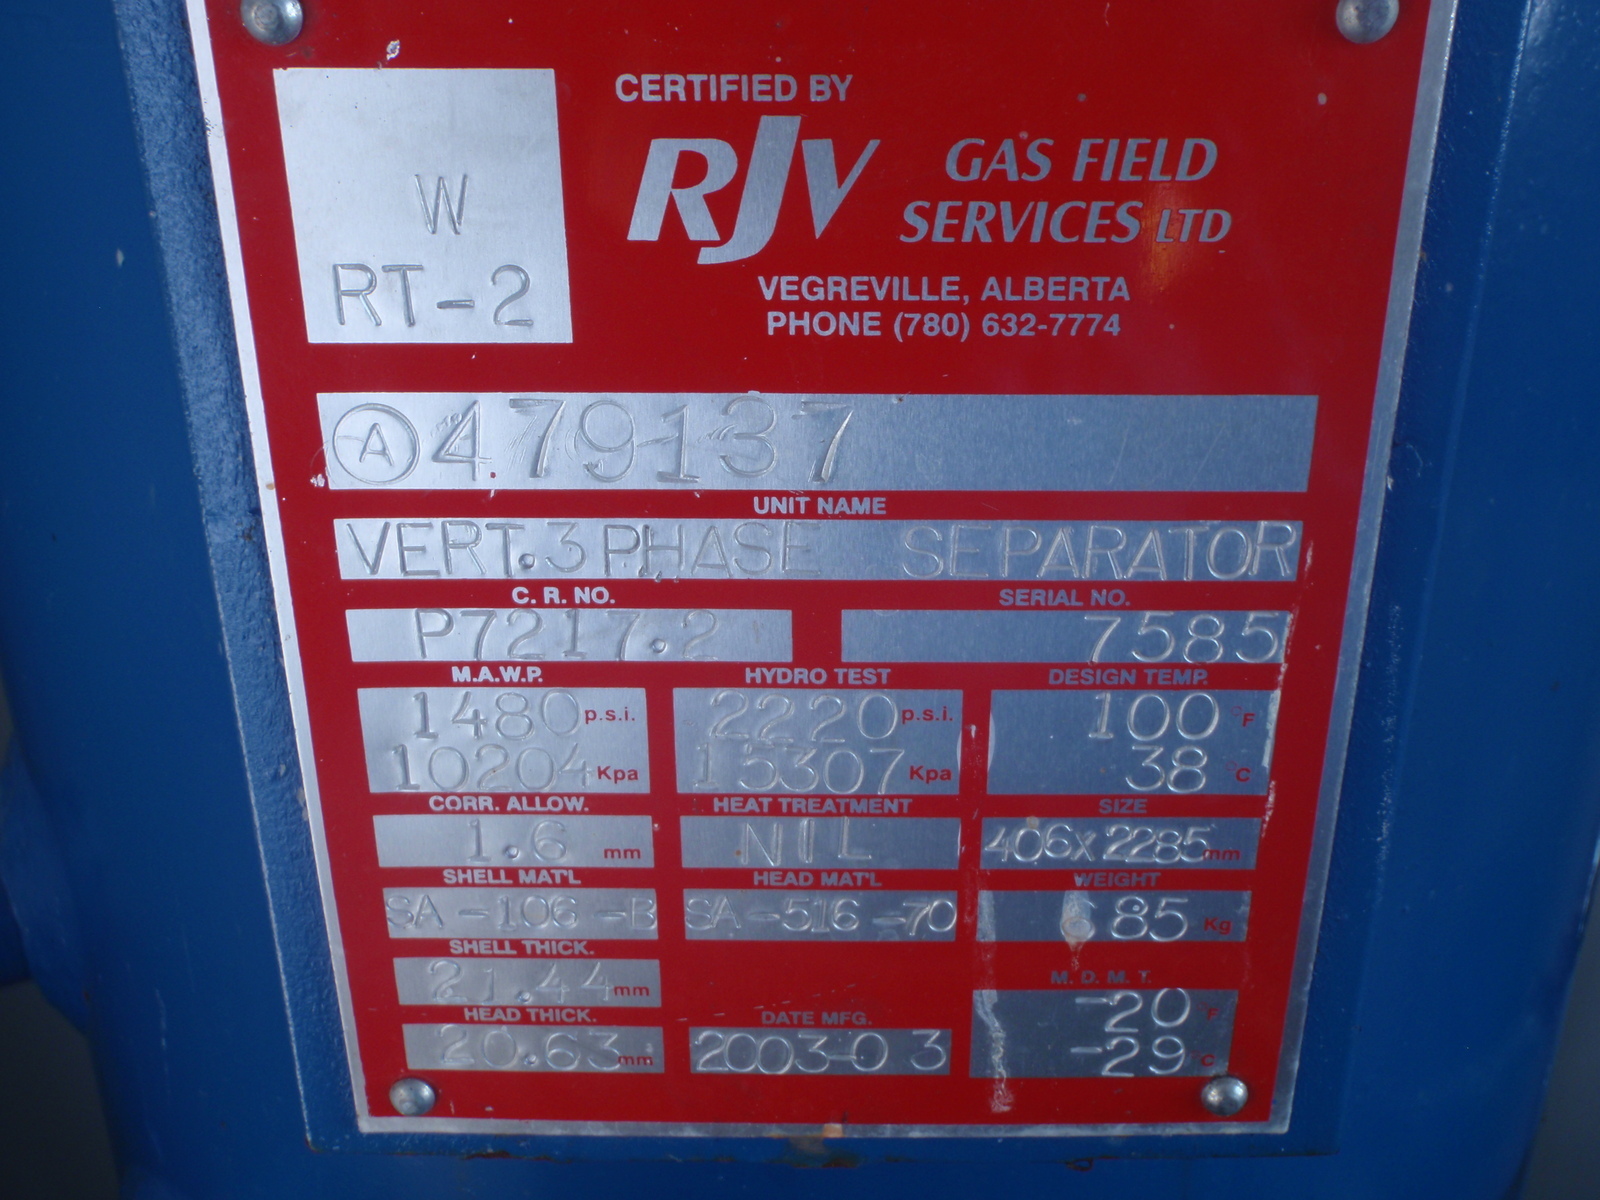 CERTIFIED BY
RJV GAS FIELD
SERVICES LTD
VEGREVILLE, ALBERTA
PHONE (780) 632-7774
W
RT-2
A 479137
UNIT NAME
VERT. 3 PHASE SEPARATOR
C. R. NO. SERIAL NO.
P7217.2 7585
M.A.W.P. HYDRO TEST DESIGN TEMP.
1480 p.s.i. 2220 p.s.i. 100 °F
10204 Kpa 15307 Kpa 38 °C
CORR. ALLOW. HEAT TREATMENT SIZE
1.6 mm NIL 406X2285 mm
SHELL MAT'L HEAD MAT'L WEIGHT
SA-106-B SA-516-70 685 Kg
SHELL THICK. M. D. M. T.
21.44 mm -20 °F
HEAD THICK. DATE MFG.
20.63 mm 2003-03 -29 °C